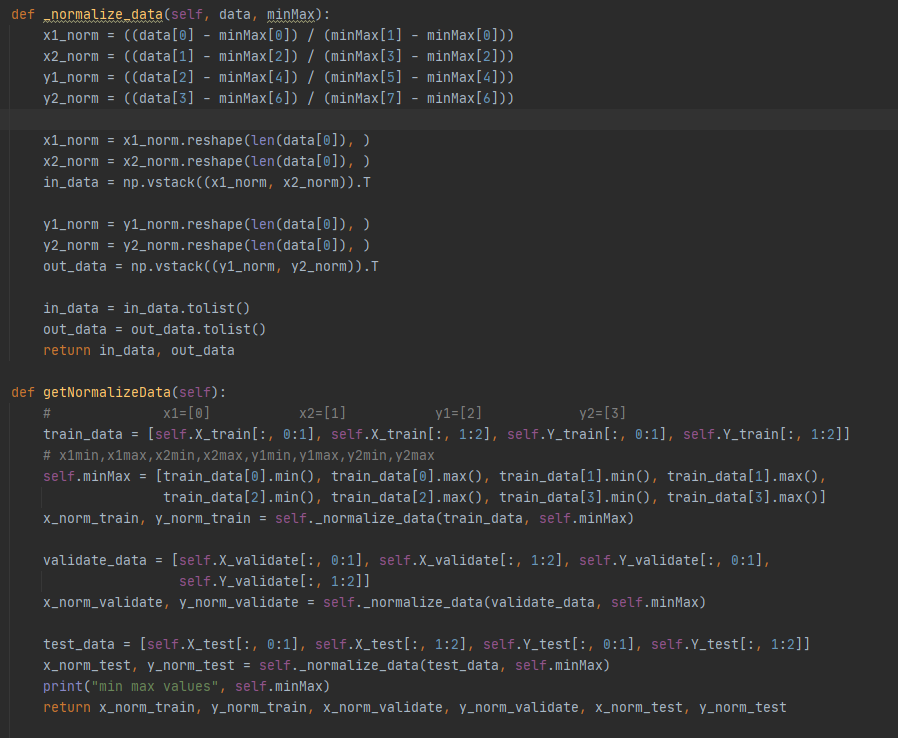 def _normalize_data(self, data, minMax):
    x1_norm = ((data[0] - minMax[0]) / (minMax[1] - minMax[0]))
    x2_norm = ((data[1] - minMax[2]) / (minMax[3] - minMax[2]))
    y1_norm = ((data[2] - minMax[4]) / (minMax[5] - minMax[4]))
    y2_norm = ((data[3] - minMax[6]) / (minMax[7] - minMax[6]))

    x1_norm = x1_norm.reshape(len(data[0]), )
    x2_norm = x2_norm.reshape(len(data[0]), )
    in_data = np.vstack((x1_norm, x2_norm)).T

    y1_norm = y1_norm.reshape(len(data[0]), )
    y2_norm = y2_norm.reshape(len(data[0]), )
    out_data = np.vstack((y1_norm, y2_norm)).T

    in_data = in_data.tolist()
    out_data = out_data.tolist()
    return in_data, out_data

def getNormalizeData(self):
    #              x1=[0]           x2=[1]           y1=[2]            y2=[3]
    train_data = [self.X_train[:, 0:1], self.X_train[:, 1:2], self.Y_train[:, 0:1], self.Y_train[:, 1:2]]
    # x1min,x1max,x2min,x2max,y1min,y1max,y2min,y2max
    self.minMax = [train_data[0].min(), train_data[0].max(), train_data[1].min(), train_data[1].max(),
                   train_data[2].min(), train_data[2].max(), train_data[3].min(), train_data[3].max()]
    x_norm_train, y_norm_train = self._normalize_data(train_data, self.minMax)

    validate_data = [self.X_validate[:, 0:1], self.X_validate[:, 1:2], self.Y_validate[:, 0:1],
                     self.Y_validate[:, 1:2]]
    x_norm_validate, y_norm_validate = self._normalize_data(validate_data, self.minMax)

    test_data = [self.X_test[:, 0:1], self.X_test[:, 1:2], self.Y_test[:, 0:1], self.Y_test[:, 1:2]]
    x_norm_test, y_norm_test = self._normalize_data(test_data, self.minMax)
    print("min max values", self.minMax)
    return x_norm_train, y_norm_train, x_norm_validate, y_norm_validate, x_norm_test, y_norm_test